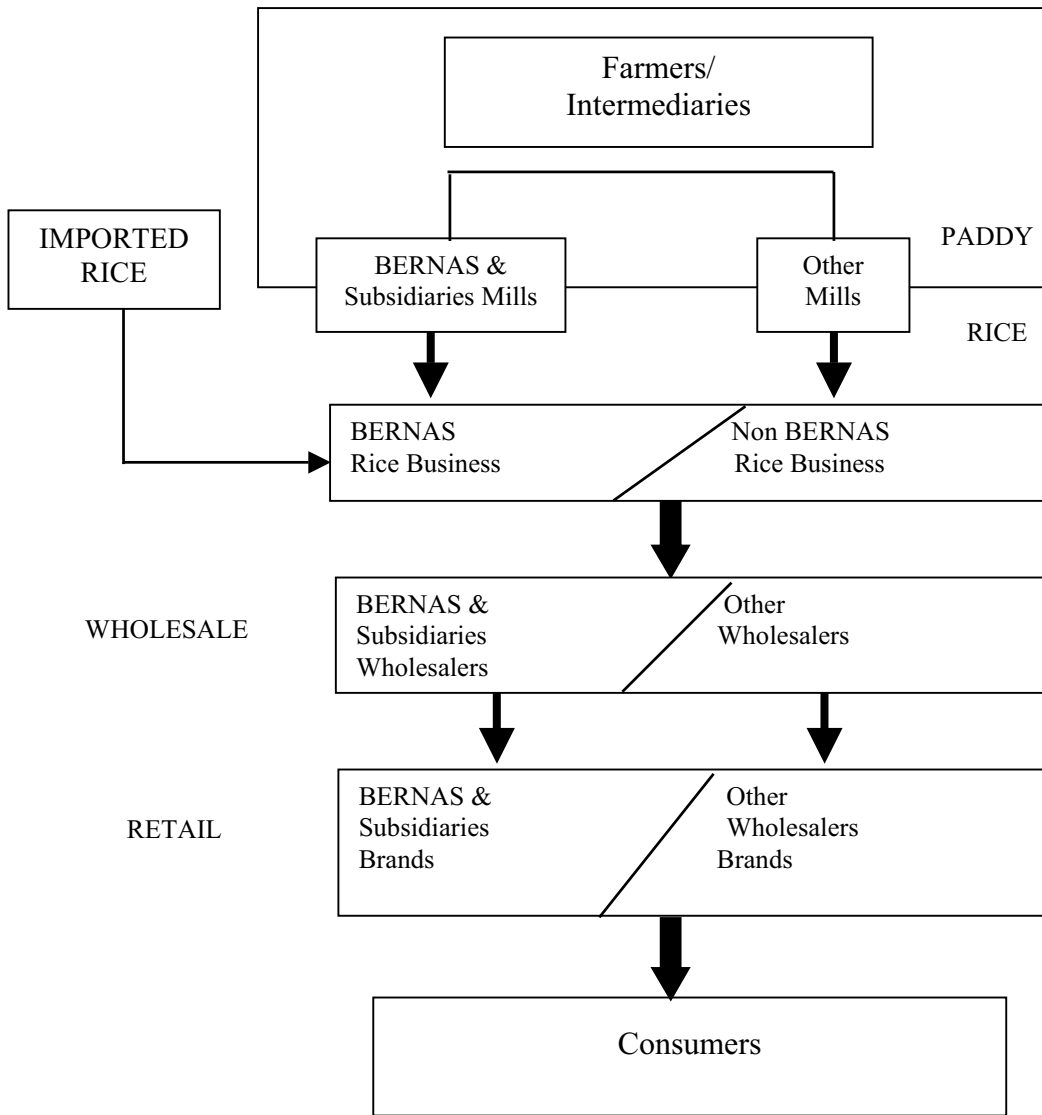 Farmers/
Intermediaries
IMPORTED
RICE
BERNAS &
Subsidiaries Mills
Other
Mills
PADDY
RICE
BERNAS
Rice Business
Non BERNAS
Rice Business
WHOLESALE
BERNAS &
Subsidiaries
Wholesalers
Other
Wholesalers
RETAIL
BERNAS &
Subsidiaries
Brands
Other
Wholesalers
Brands
Consumers